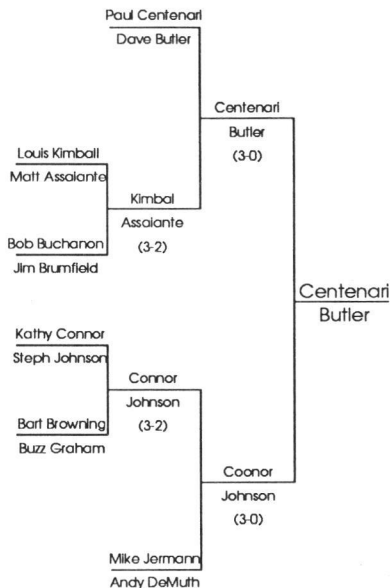 Paul Centenari
Dave Butler
Centenari
Butler
(3-0)
Louis Kimball
Matt Assaiante
Kimbal
Assaiante
(3-2)
Bob Buchanon
Jim Brumfield
Centenari
Butler
Kathy Connor
Steph Johnson
Connor
Johnson
(3-2)
Bart Browning
Buzz Graham
Coonor
Johnson
(3-0)
Mike Jermann
Andy DeMuth